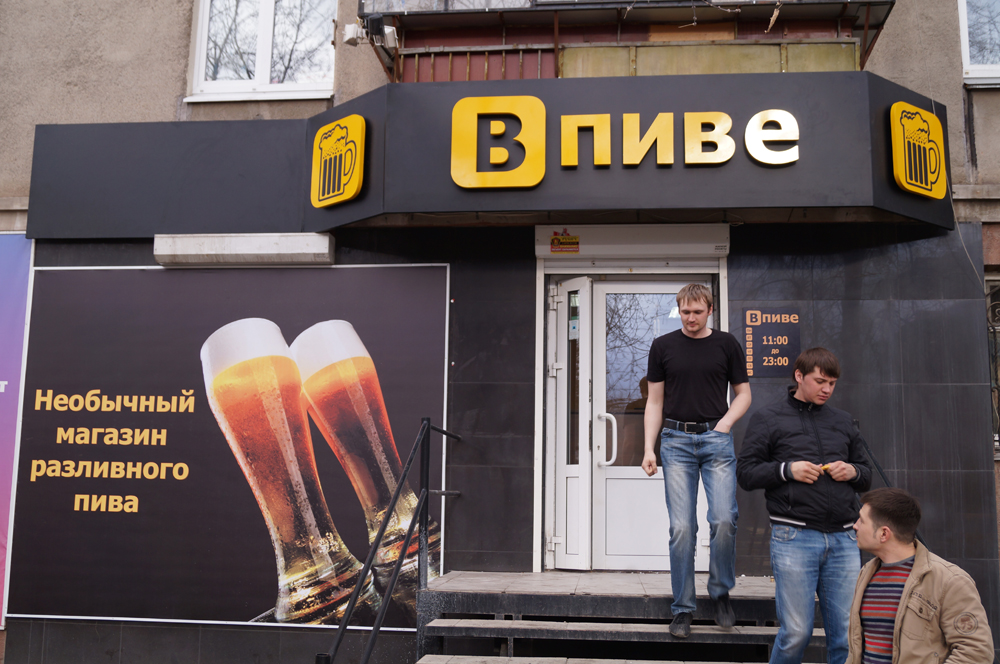 Впиве
Впиве
11:00
до
23:00
Необычный
магазин
разливного
пива
т